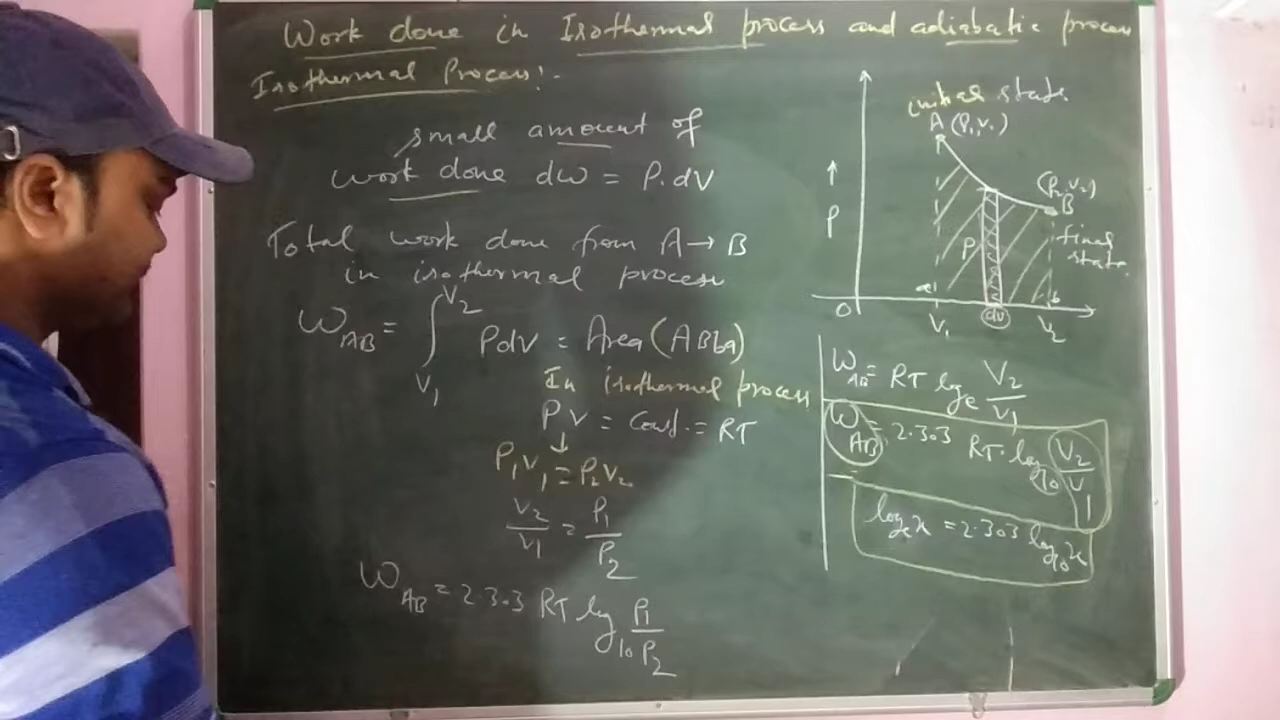 Work done in Isothermal process and adiabatic process
Isothermal Process:-
small amount of
work done dw = P.dV
Total work done from A→B
in isothermal process
W_AB = ∫_V1^V2 PdV = Area (ABba)
In isothermal process
PV = Const. = RT
↓
P₁V₁ = P₂V₂
V₂/V₁ = P₁/P₂
W_AB = 2.303 RT log₁₀ P₁/P₂
initial state
A (P₁,V₁)
(P₂,V₂)
B
final
state.
↑
P
P
a
b
O
V₁
dv
V₂
W_AB = RT log_e V₂/V₁
W_AB = 2.303 RT. log₁₀ V₂/V₁
log_e x = 2.303 log₁₀ x